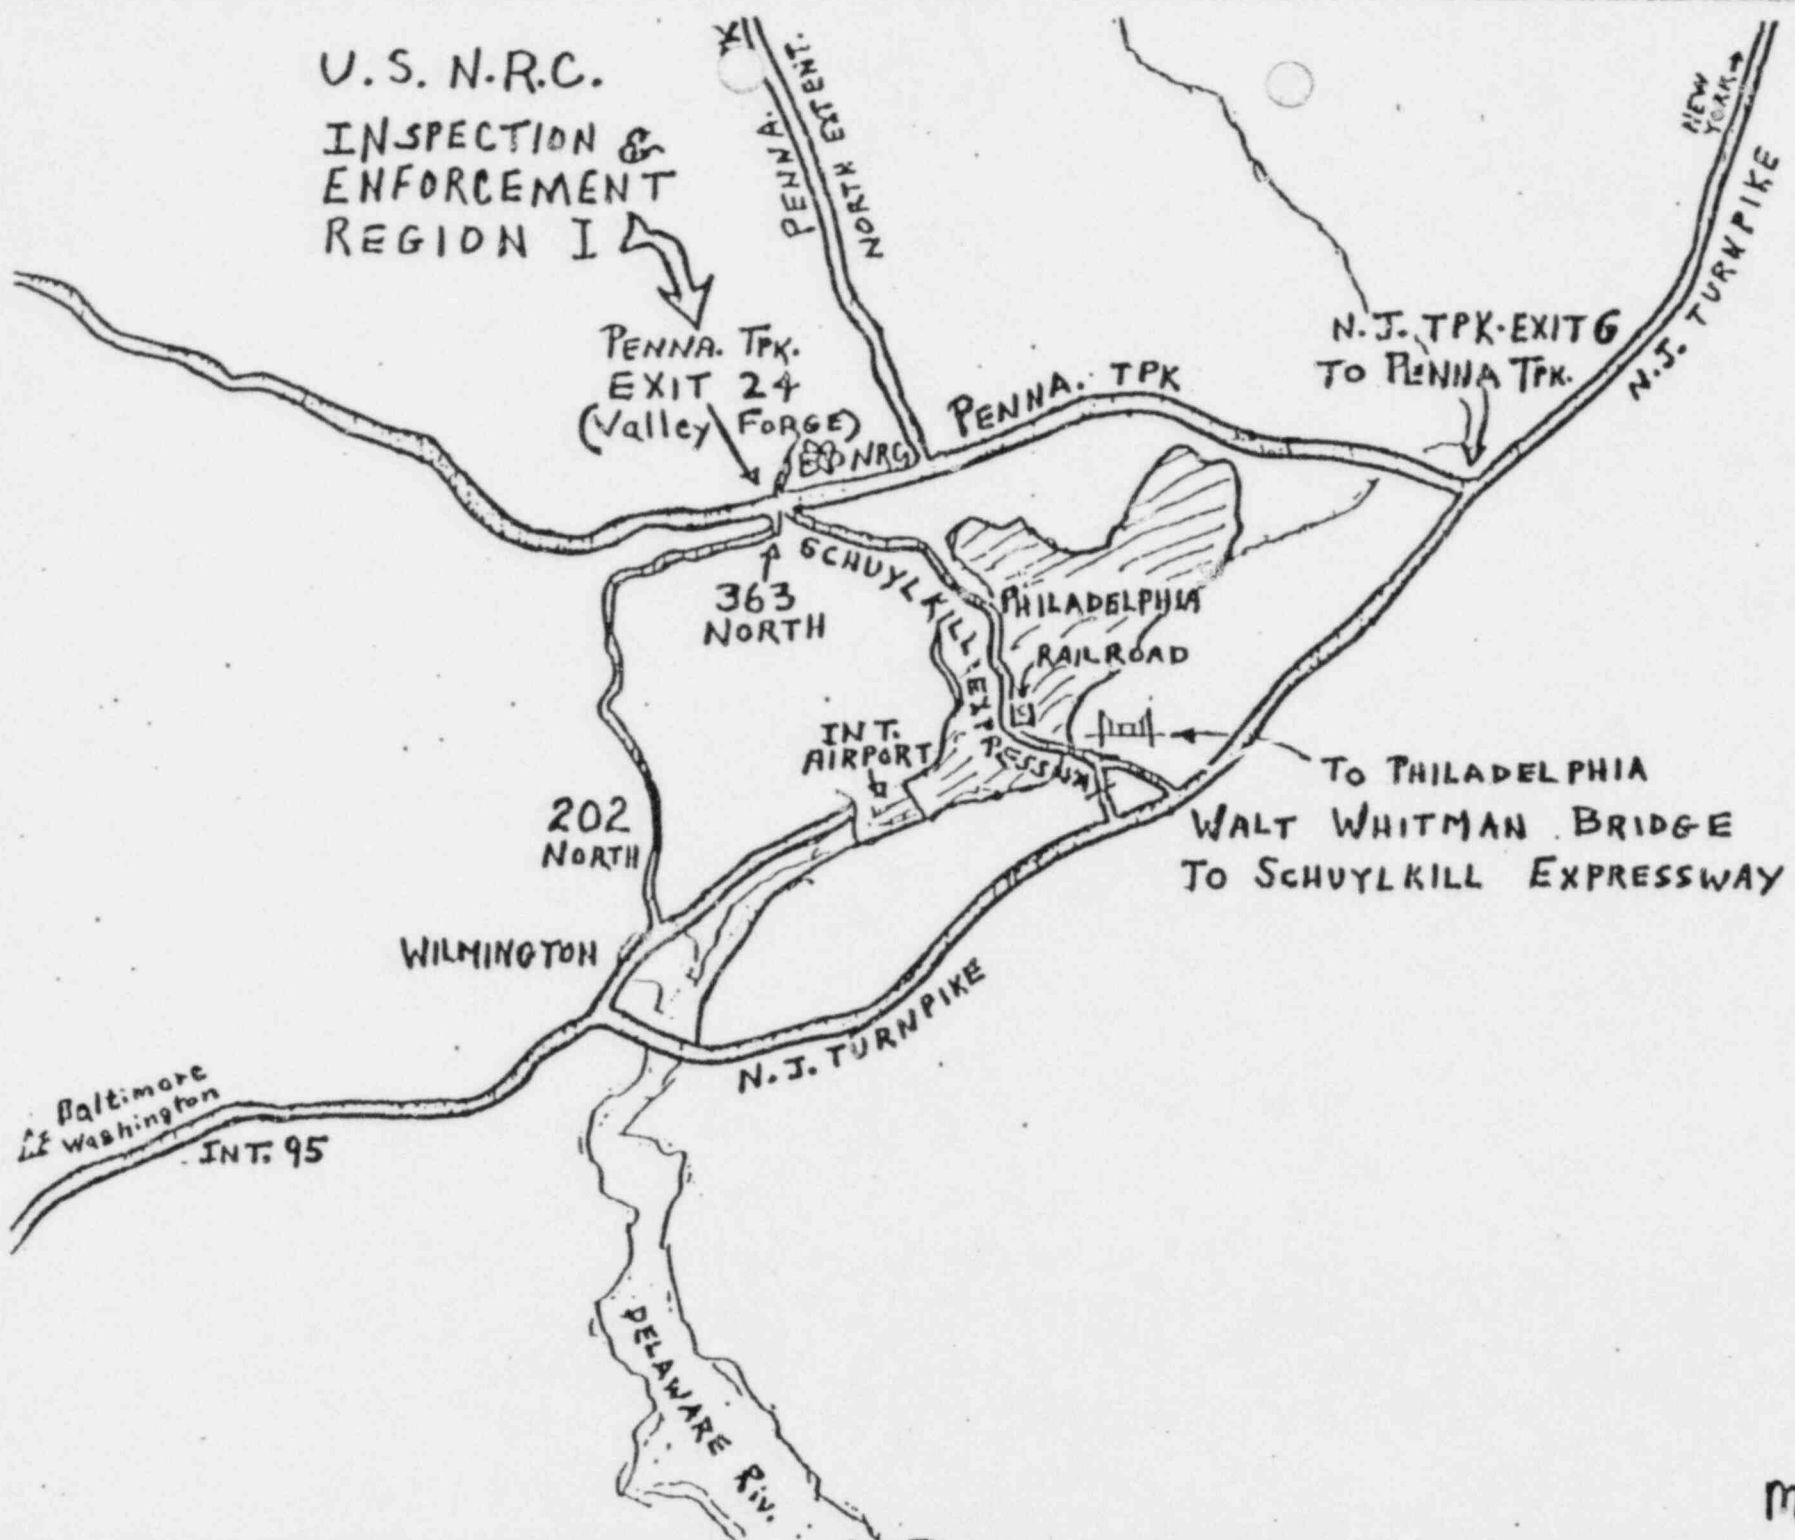 U.S. N.R.C.
INSPECTION &
ENFORCEMENT
REGION I
PENNA.
NORTH EXTENT.
NEW
YORK
N.J. TURNPIKE
PENNA. TPK.
EXIT 24
(Valley FORGE)
NRC
PENNA. TPK
N.J. TPK. EXIT 6
TO PENNA TPK.
363
NORTH
SCHUYLKILL EXPESSWY
PHILADELPHIA
RAILROAD
INT.
AIRPORT
TO PHILADELPHIA
WALT WHITMAN BRIDGE
TO SCHUYLKILL EXPRESSWAY
202
NORTH
WILMINGTON
N.J. TURNPIKE
Baltimore
Washington
INT. 95
DELAWARE RIV.